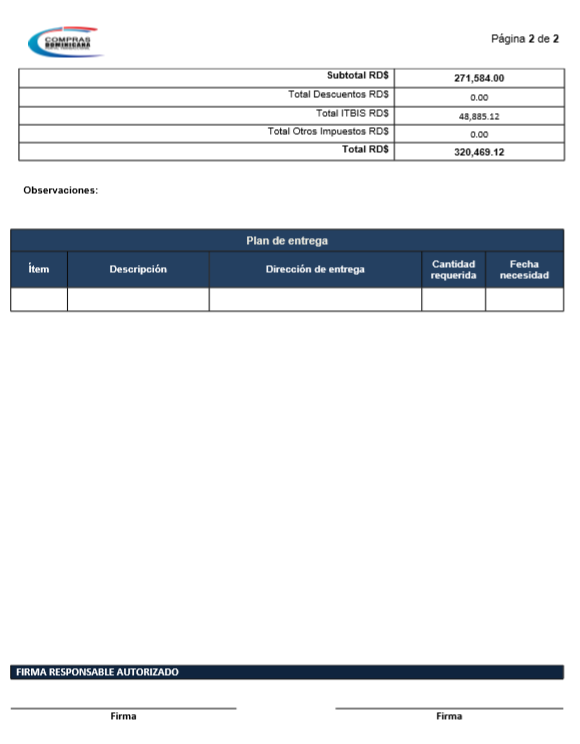 COMPRAS
DOMINICANA
Página 2 de 2
Subtotal RD$ 271,584.00
Total Descuentos RD$ 0.00
Total ITBIS RD$ 48,885.12
Total Otros Impuestos RD$ 0.00
Total RD$ 320,469.12
Observaciones:
Plan de entrega
Ítem Descripción Dirección de entrega Cantidad requerida Fecha necesidad
FIRMA RESPONSABLE AUTORIZADO
Firma Firma